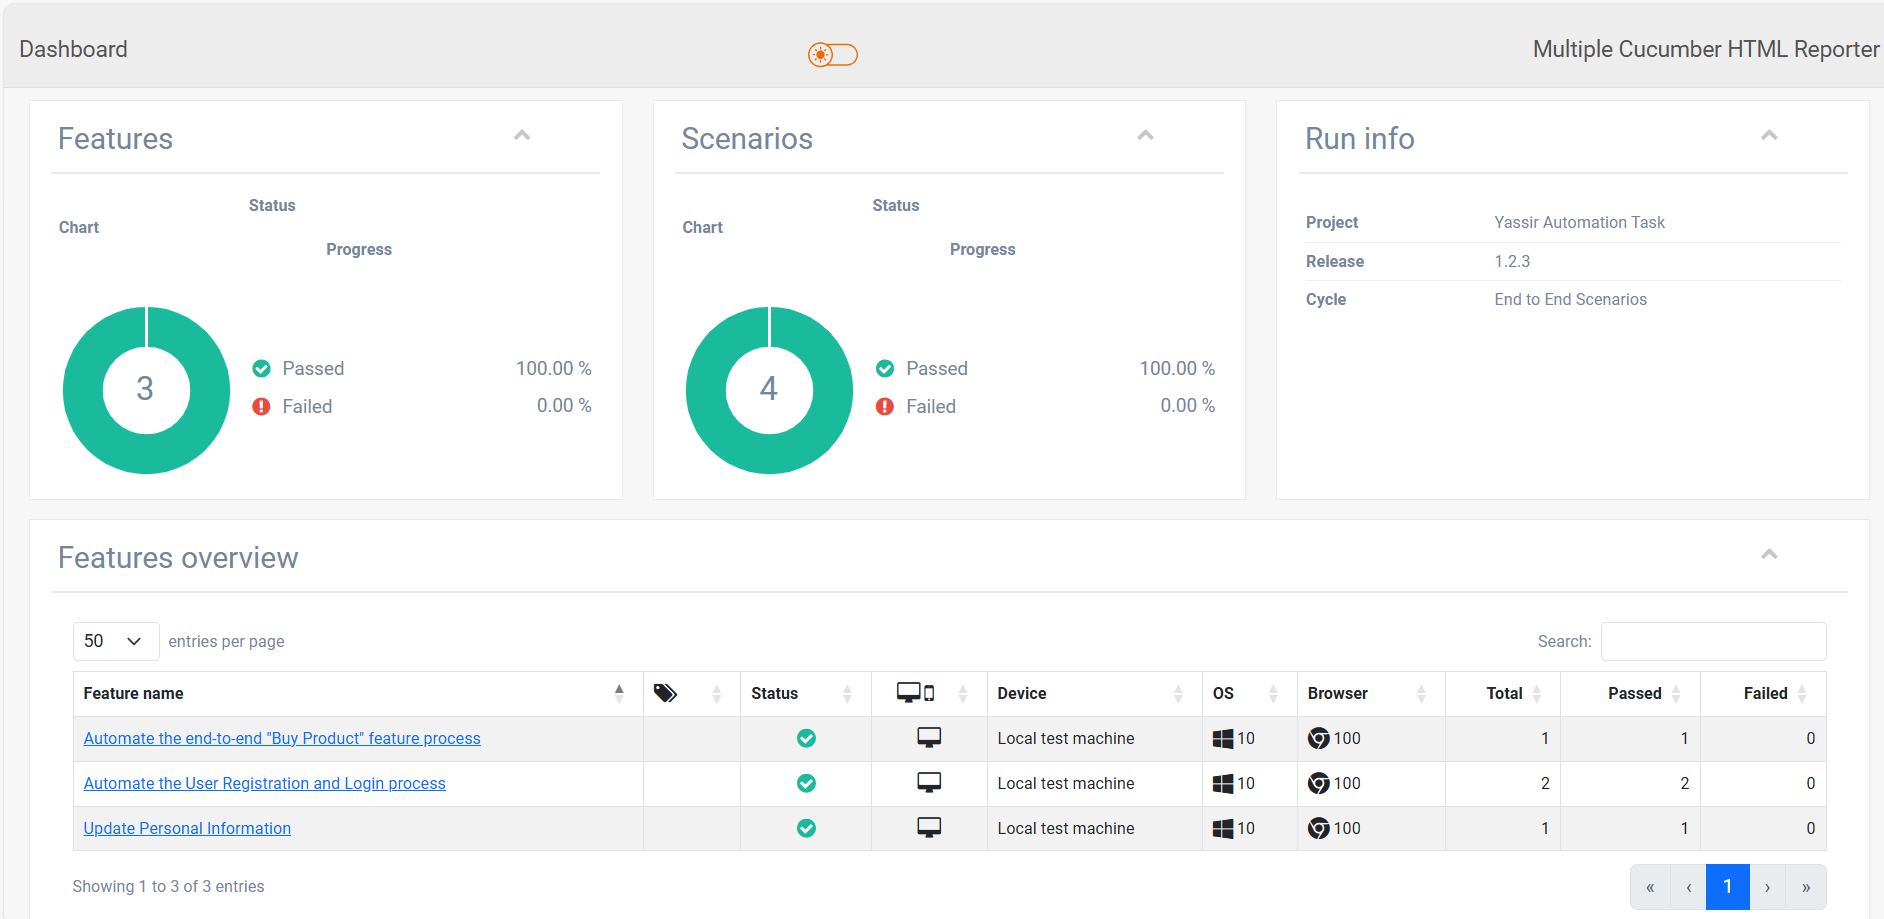 Dashboard
Multiple Cucumber HTML Reporter
Features
Status
Chart
Progress
3
Passed 100.00 %
Failed 0.00 %
Scenarios
Status
Chart
Progress
4
Passed 100.00 %
Failed 0.00 %
Run info
Project Yassir Automation Task
Release 1.2.3
Cycle End to End Scenarios
Features overview
50 entries per page
Search:
Feature name Status Device OS Browser Total Passed Failed
Automate the end-to-end "Buy Product" feature process Local test machine 10 100 1 1 0
Automate the User Registration and Login process Local test machine 10 100 2 2 0
Update Personal Information Local test machine 10 100 1 1 0
Showing 1 to 3 of 3 entries
« ‹ 1 › »